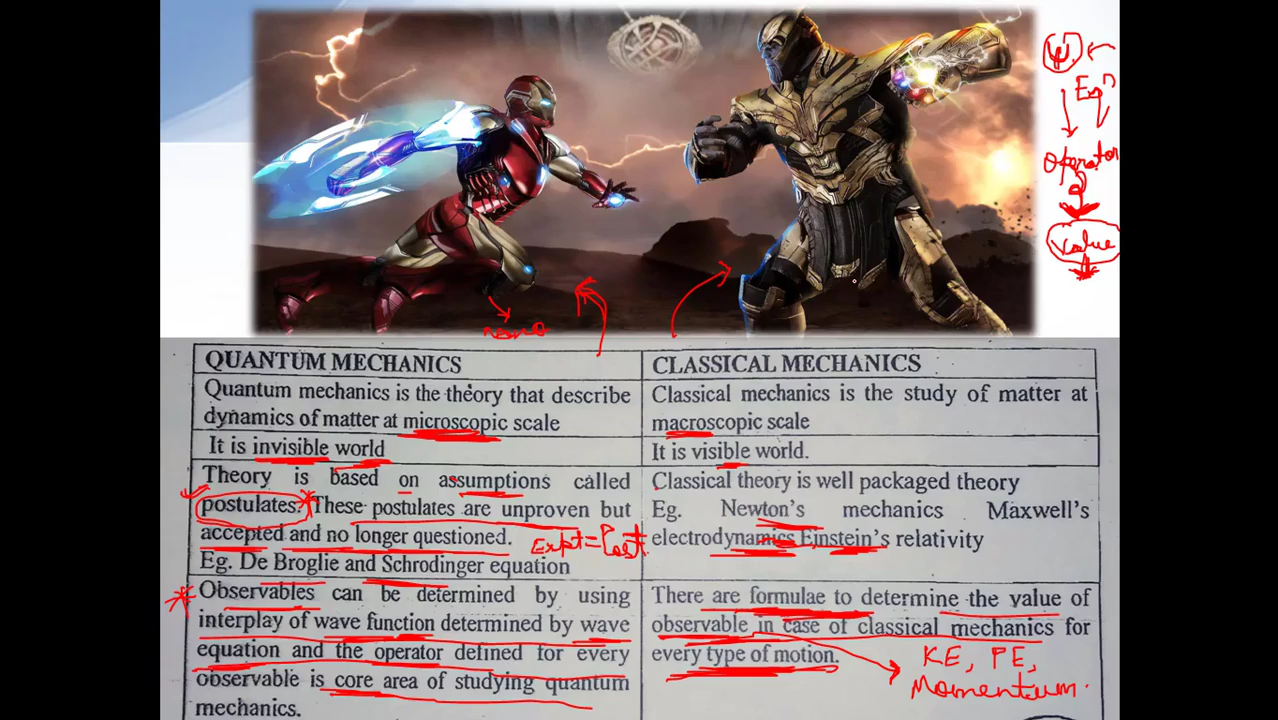 ψ
Eqn
Operator
Value
nano
QUANTUM MECHANICS
Quantum mechanics is the theory that describe
dynamics of matter at microscopic scale
It is invisible world
Theory is based on assumptions called
postulates. These postulates are unproven but
accepted and no longer questioned.
Expt = Post.
Eg. De Broglie and Schrodinger equation
Observables can be determined by using
interplay of wave function determined by wave
equation and the operator defined for every
observable is core area of studying quantum
mechanics.
CLASSICAL MECHANICS
Classical mechanics is the study of matter at
macroscopic scale
It is visible world.
Classical theory is well packaged theory
Eg. Newton's mechanics Maxwell's
electrodynamics Einstein's relativity
There are formulae to determine the value of
observable in case of classical mechanics for
every type of motion.
KE, PE,
Momentum.